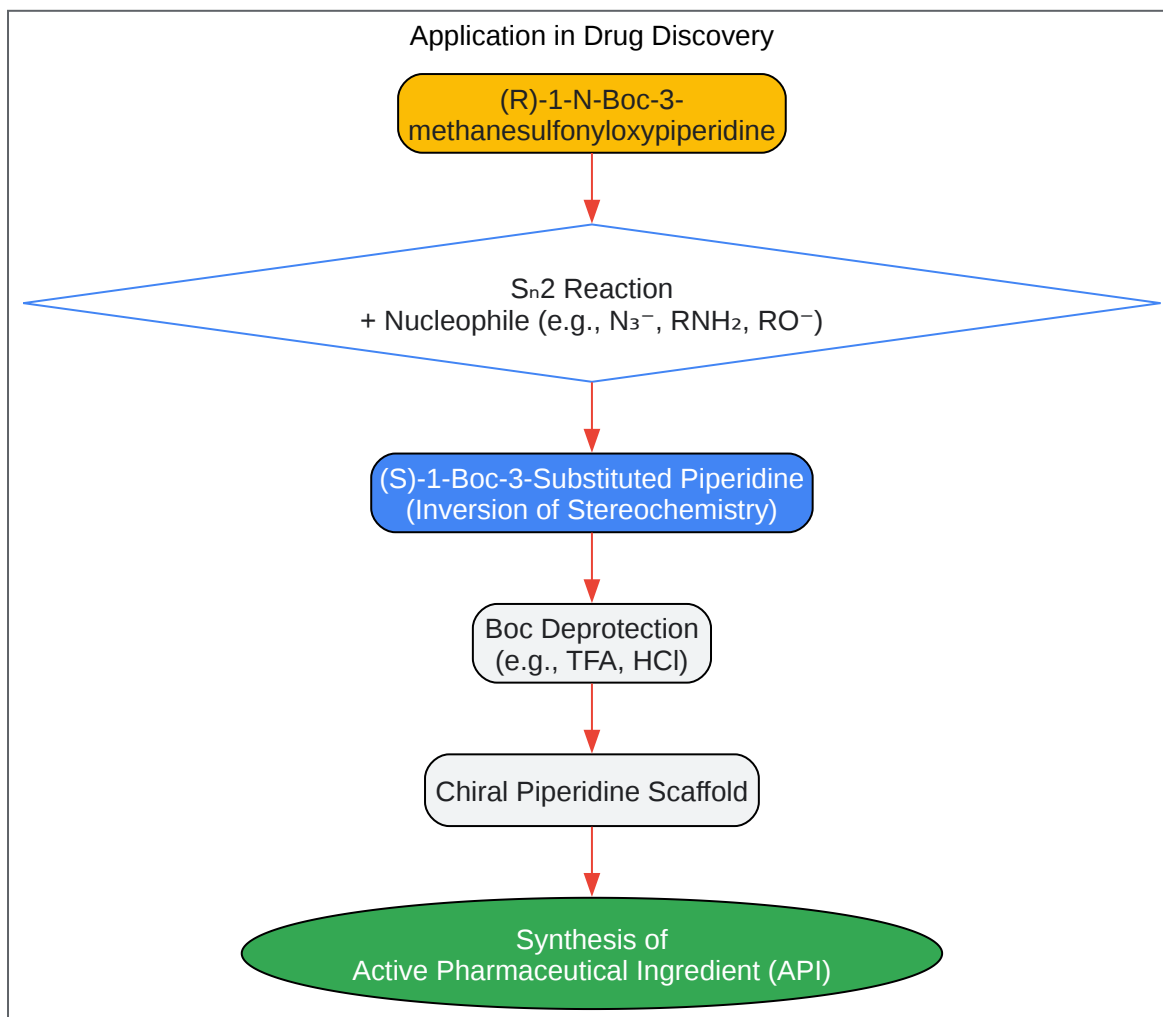 Application in Drug Discovery
(R)-1-N-Boc-3-
methanesulfonyloxypiperidine
Sₙ2 Reaction
+ Nucleophile (e.g., N₃⁻, RNH₂, RO⁻)
(S)-1-Boc-3-Substituted Piperidine
(Inversion of Stereochemistry)
Boc Deprotection
(e.g., TFA, HCl)
Chiral Piperidine Scaffold
Synthesis of
Active Pharmaceutical Ingredient (API)